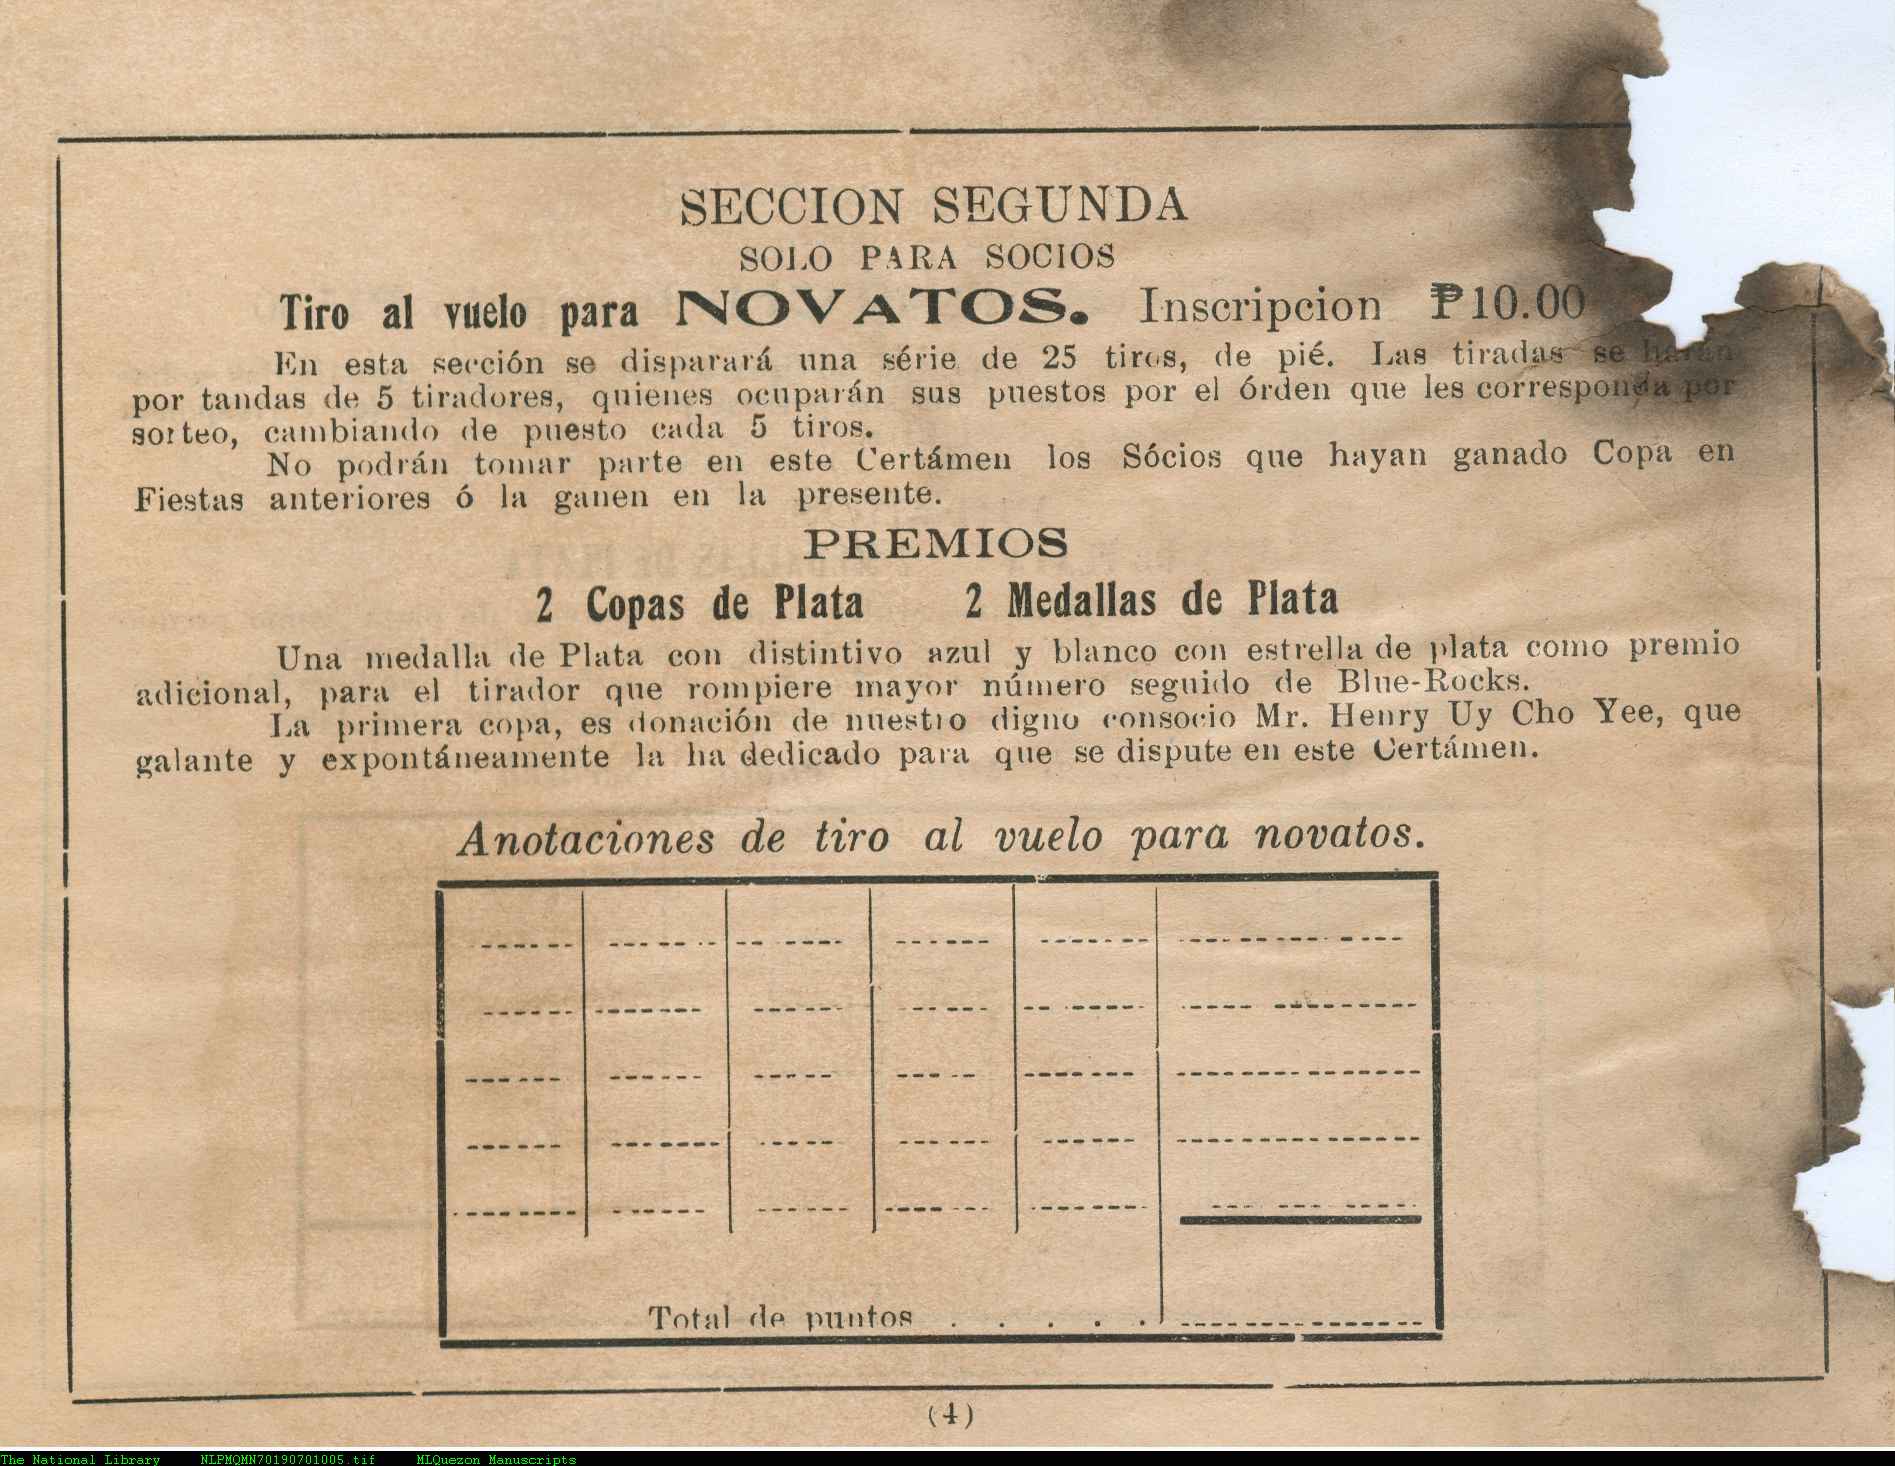 SECCION SEGUNDA
SOLO PARA SOCIOS
Tiro al vuelo para NOVATOS. Inscripcion ₱10.00
En esta sección se disparará una série de 25 tiros, de pié. Las tiradas se harán
por tandas de 5 tiradores, quienes ocuparán sus puestos por el órden que les corresponda por
sorteo, cambiando de puesto cada 5 tiros.
No podrán tomar parte en este Certámen los Sócios que hayan ganado Copa en
Fiestas anteriores ó la ganen en la presente.
PREMIOS
2 Copas de Plata 2 Medallas de Plata
Una medalla de Plata con distintivo azul y blanco con estrella de plata como premio
adicional, para el tirador que rompiere mayor número seguido de Blue-Rocks.
La primera copa, es donación de nuestro digno consocio Mr. Henry Uy Cho Yee, que
galante y expontáneamente la ha dedicado para que se dispute en este Certámen.
Anotaciones de tiro al vuelo para novatos.
Total de puntos . . . . .
(4)
The National Library NLPMQMN70190701005.tif MLQuezon Manuscripts